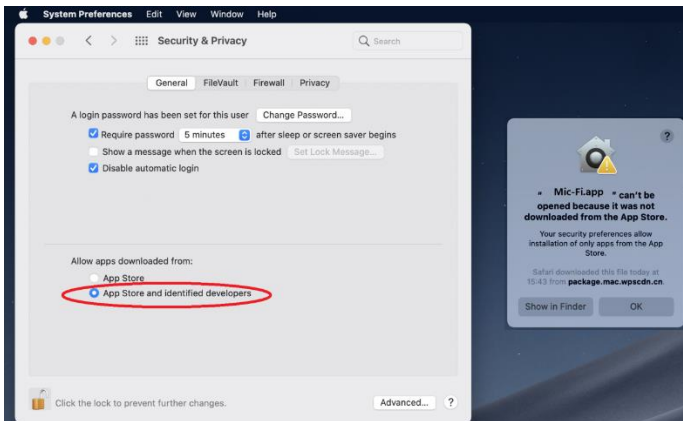 System Preferences Edit View Window Help
Security & Privacy
Search
General FileVault Firewall Privacy
A login password has been set for this user Change Password...
Require password 5 minutes after sleep or screen saver begins
Show a message when the screen is locked Set Lock Message...
Disable automatic login
Allow apps downloaded from:
App Store
App Store and identified developers
Click the lock to prevent further changes.
Advanced... ?
?
" Mic-Fi.app " can't be
opened because it was not
downloaded from the App Store.
Your security preferences allow
installation of only apps from the App
Store.
Safari downloaded this file today at
15:43 from package.mac.wpscdn.cn.
Show in Finder OK